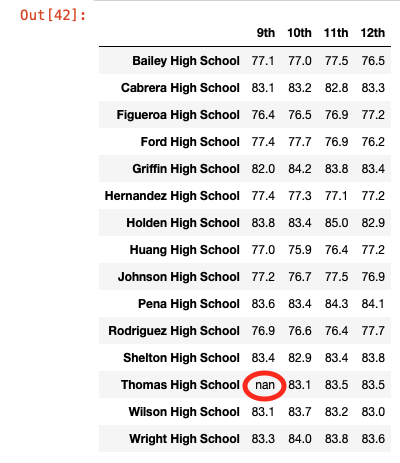 Out[42]:
9th 10th 11th 12th
Bailey High School 77.1 77.0 77.5 76.5
Cabrera High School 83.1 83.2 82.8 83.3
Figueroa High School 76.4 76.5 76.9 77.2
Ford High School 77.4 77.7 76.9 76.2
Griffin High School 82.0 84.2 83.8 83.4
Hernandez High School 77.4 77.3 77.1 77.2
Holden High School 83.8 83.4 85.0 82.9
Huang High School 77.0 75.9 76.4 77.2
Johnson High School 77.2 76.7 77.5 76.9
Pena High School 83.6 83.4 84.3 84.1
Rodriguez High School 76.9 76.6 76.4 77.7
Shelton High School 83.4 82.9 83.4 83.8
Thomas High School nan 83.1 83.5 83.5
Wilson High School 83.1 83.7 83.2 83.0
Wright High School 83.3 84.0 83.8 83.6